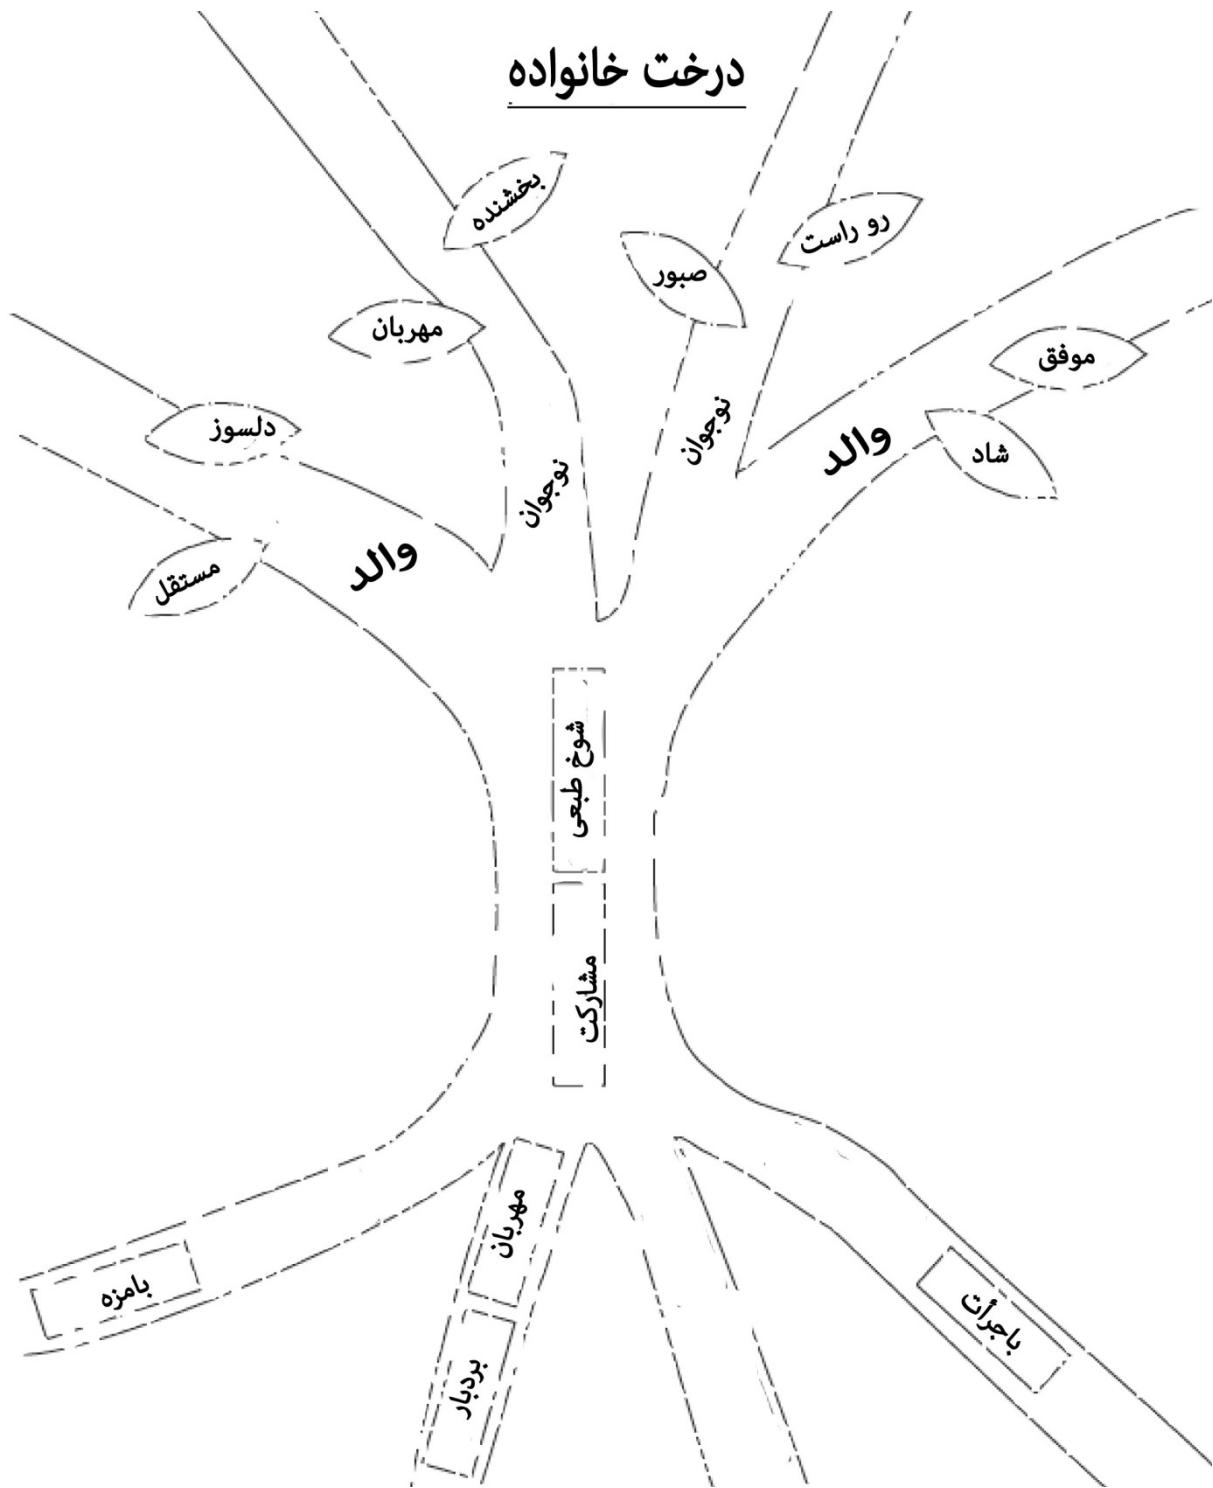 درخت خانواده
بخشنده
رو راست
صبور
مهربان
موفق
دلسوز
شاد
نوجوان
والد
نوجوان
والد
مستقل
شوخ طبعی
مشارکت
مهربان
بامزه
باجرأت
بردبار